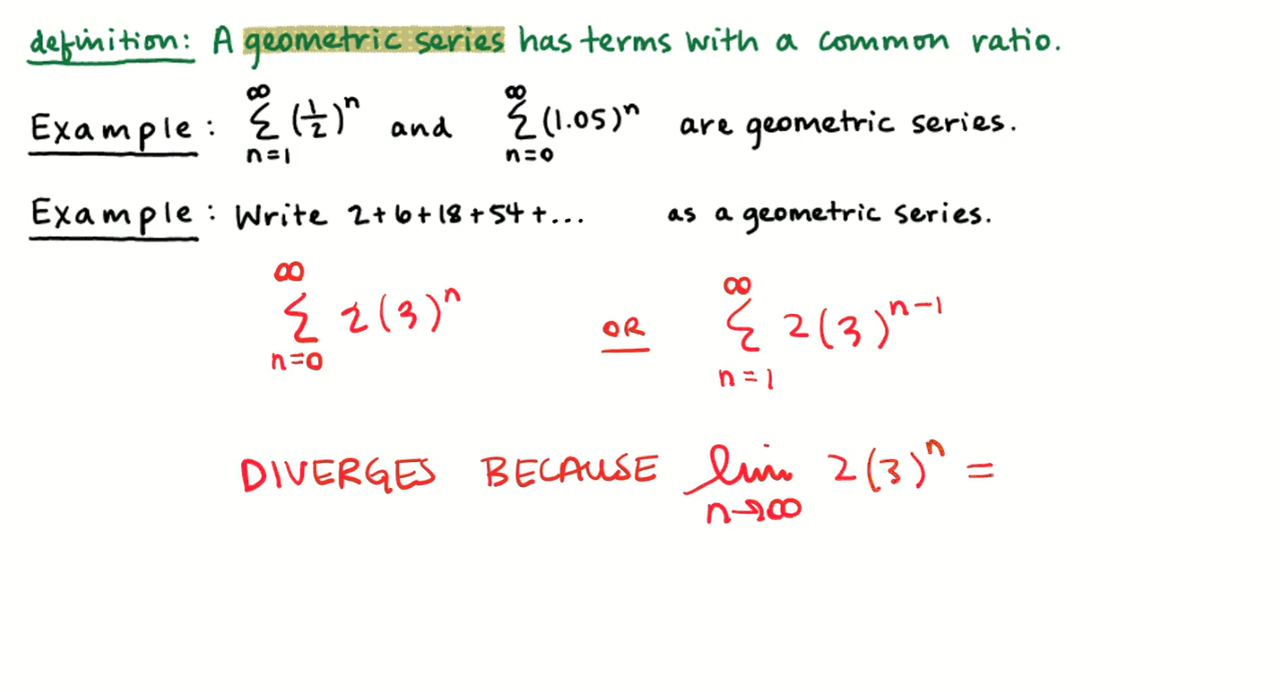 definition: A geometric series has terms with a common ratio.
Example: ∞ Σ n=1 (1/2)^n and ∞ Σ n=0 (1.05)^n are geometric series.
Example: Write 2+6+18+54+... as a geometric series.
∞ Σ n=0 2(3)^n OR ∞ Σ n=1 2(3)^{n-1}
DIVERGES BECAUSE lim n→∞ 2(3)^n =